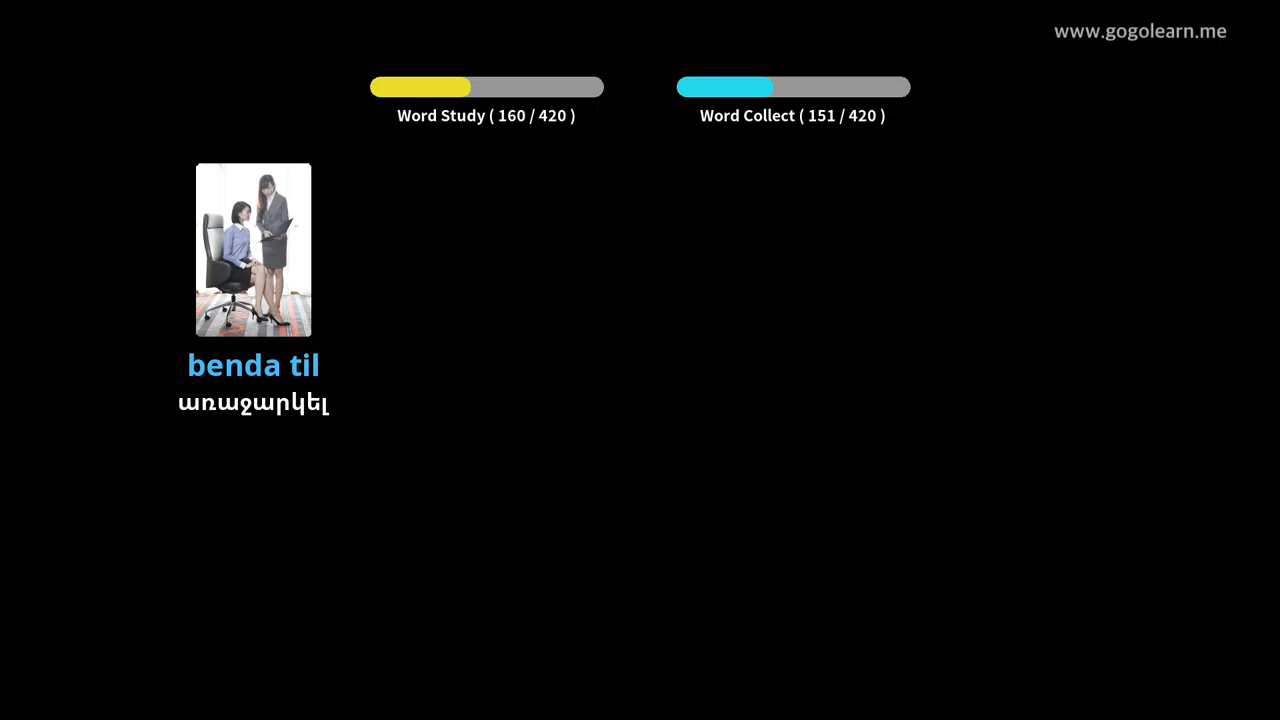 www.gogolearn.me
Word Study ( 160 / 420 )
Word Collect ( 151 / 420 )
benda til
առաջարկել